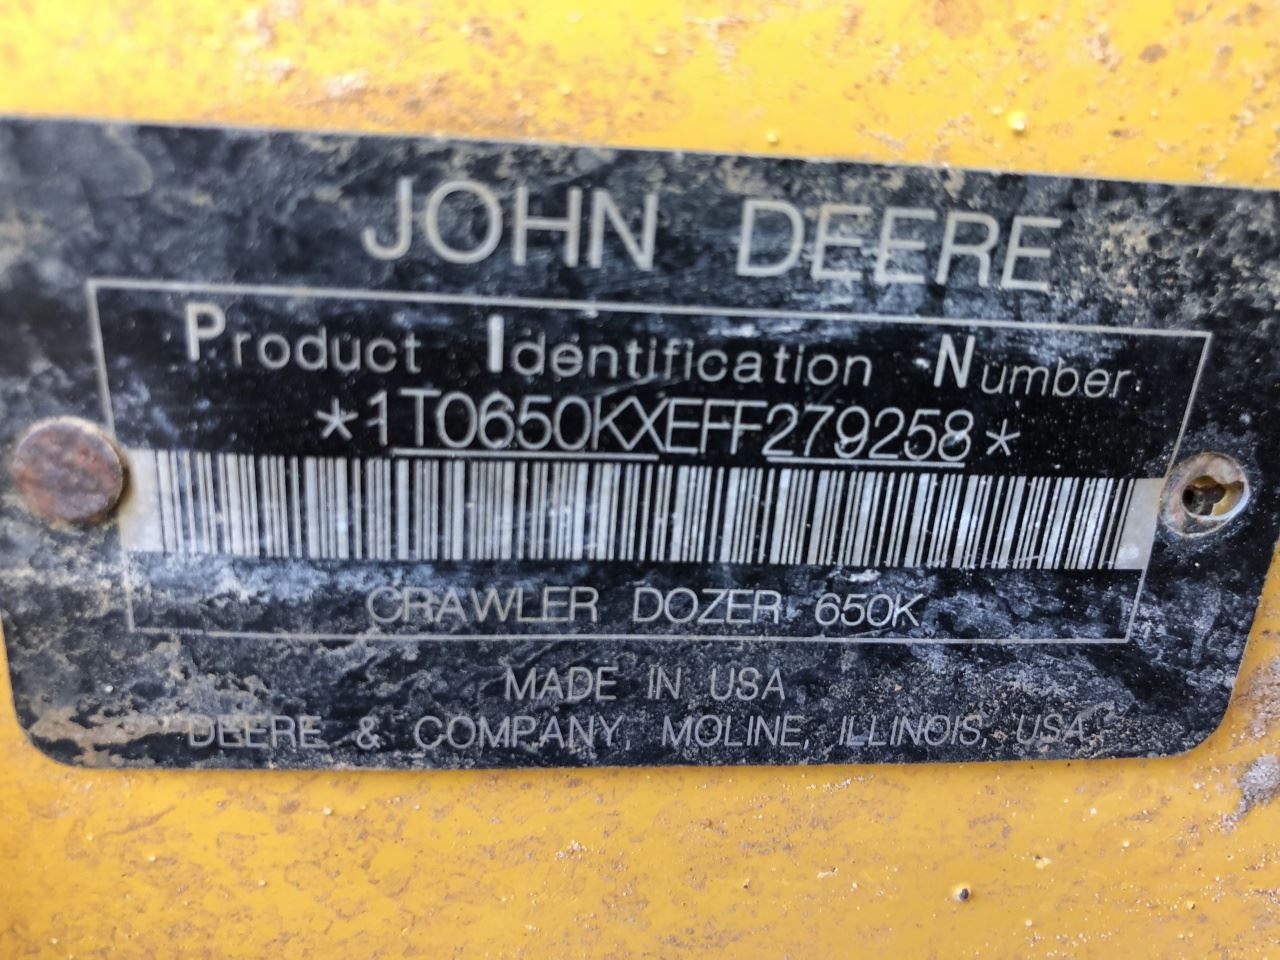 JOHN DEERE
Product Identification Number
*1T0650KXEFF279258*
CRAWLER DOZER 650K
MADE IN USA
DEERE & COMPANY, MOLINE, ILLINOIS, USA